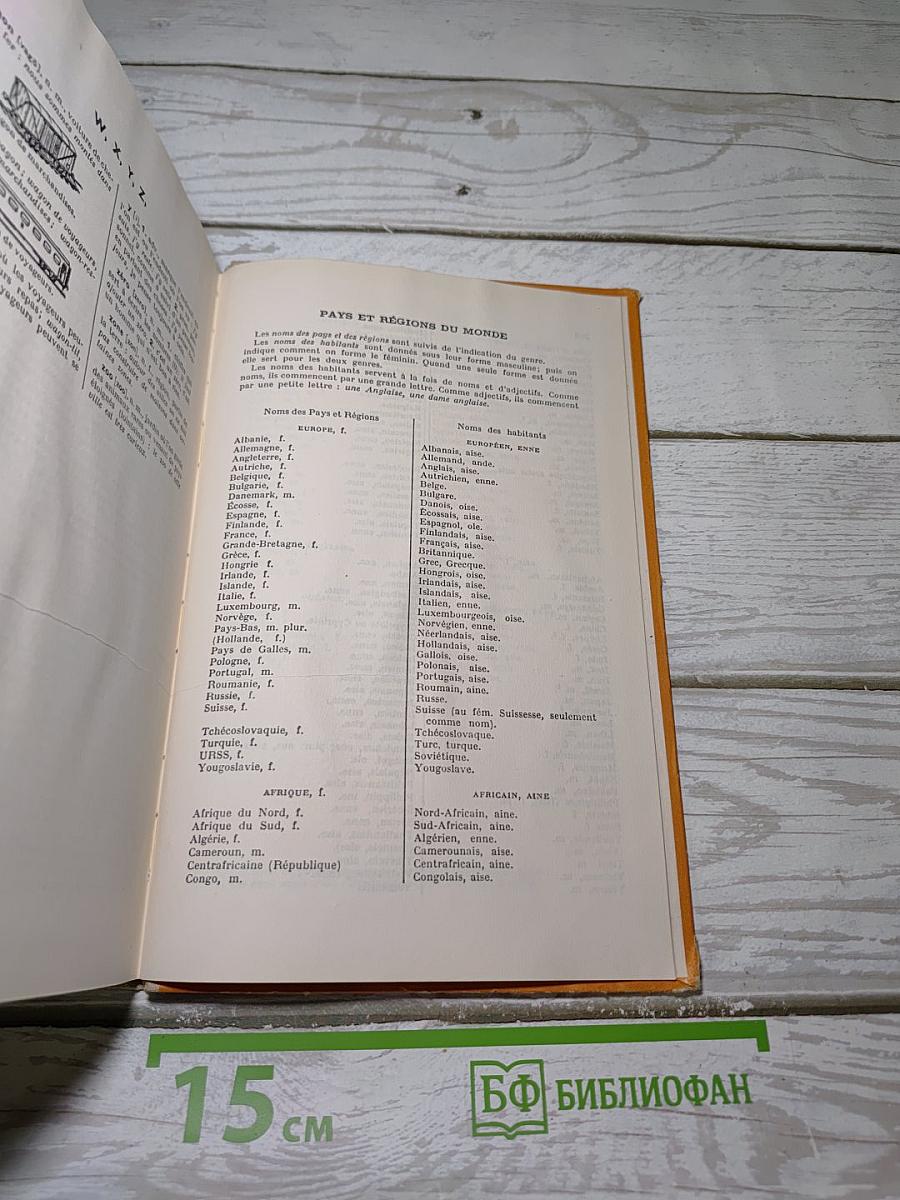 W, X, Y, Z,
PAYS ET RÉGIONS DU MONDE
Les noms des pays et des régions sont suivis de l'indication du genre.
Les noms des habitants sont donnés sous leur forme masculine; puis on
indique comment on forme le féminin. Quand une seule forme est donnée
elle sert pour les deux genres.
Les noms des habitants servent à la fois de noms et d'adjectifs. Comme
noms, ils commencent par une grande lettre. Comme adjectifs, ils commencent
par une petite lettre : une Anglaise, une dame anglaise.
Noms des Pays et Régions
EUROPE, f.
Albanie, f.
Allemagne, f.
Angleterre, f.
Autriche, f.
Belgique, f.
Bulgarie, f.
Danemark, m.
Écosse, f.
Espagne, f.
Finlande, f.
France, f.
Grande-Bretagne, f.
Grèce, f.
Hongrie f.
Irlande, f.
Islande, f.
Italie, f.
Luxembourg, m.
Norvège, f.
Pays-Bas, m. plur.
(Hollande, f.)
Pays de Galles, m.
Pologne, f.
Portugal, m.
Roumanie, f.
Russie, f.
Suisse, f.
Tchécoslovaquie, f.
Turquie, f.
URSS, f.
Yougoslavie, f.
AFRIQUE, f.
Afrique du Nord, f.
Afrique du Sud, f.
Algérie, f.
Cameroun, m.
Centrafricaine (République)
Congo, m.
Noms des habitants
EUROPÉEN, ENNE
Albanais, aise.
Allemand, ande.
Anglais, aise.
Autrichien, enne.
Belge.
Bulgare.
Danois, oise.
Écossais, aise.
Espagnol, ole.
Finlandais, aise.
Français, aise.
Britannique.
Grec, Grecque.
Hongrois, oise.
Irlandais, aise.
Islandais, aise.
Italien, enne.
Luxembourgeois, oise.
Norvégien, enne.
Néerlandais, aise.
Hollandais, aise.
Gallois, oise.
Polonais, aise.
Portugais, aise.
Roumain, aine.
Russe.
Suisse (au fém. Suissesse, seulement
comme nom).
Tchécoslovaque.
Turc, turque.
Soviétique.
Yougoslave.
AFRICAIN, AINE
Nord-Africain, aine.
Sud-Africain, aine.
Algérien, enne.
Camerounais, aise.
Centrafricain, aine.
Congolais, aise.
15 см
БФ БИБЛИОФАН